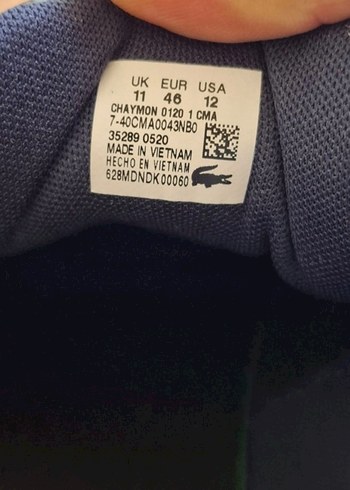 UK EUR USA
11 46 12
CHAYMON 0120 1 CMA
7-40CMA0043NB0
35289 0520
MADE IN VIETNAM
HECHO EN VIETNAM
628MDNDK00060